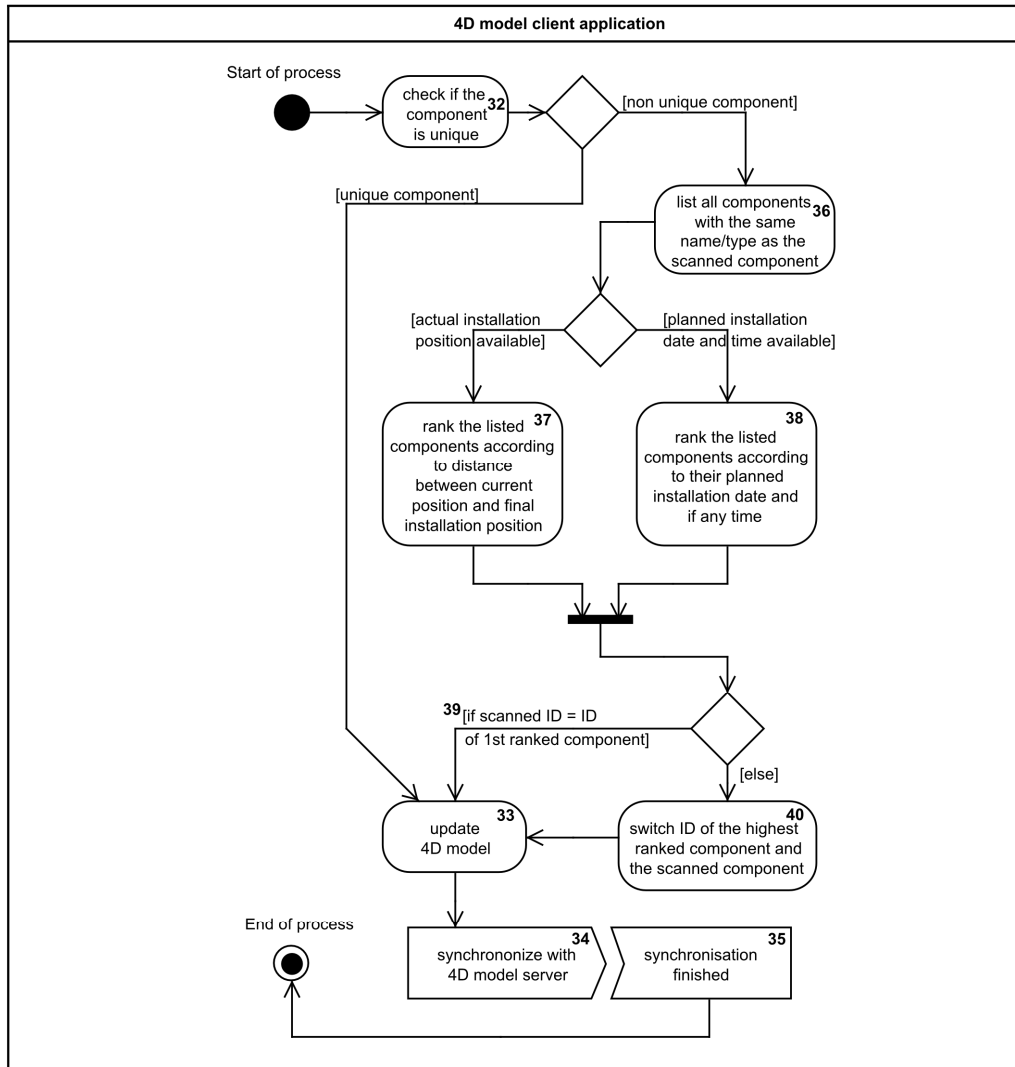 4D model client application
Start of process
check if the 32
component
is unique
[non unique component]
[unique component]
list all components
with the same 36
name/type as the
scanned component
[actual installation
position available]
[planned installation
date and time available]
rank the listed 37
components according
to distance
between current
position and final
installation position
38
rank the listed
components according
to their planned
installation date and
if any time
39 [if scanned ID = ID
of 1st ranked component]
[else]
33
update
4D model
40
switch ID of the highest
ranked component and
the scanned component
End of process
34
synchrononize with
4D model server
35
synchronisation
finished